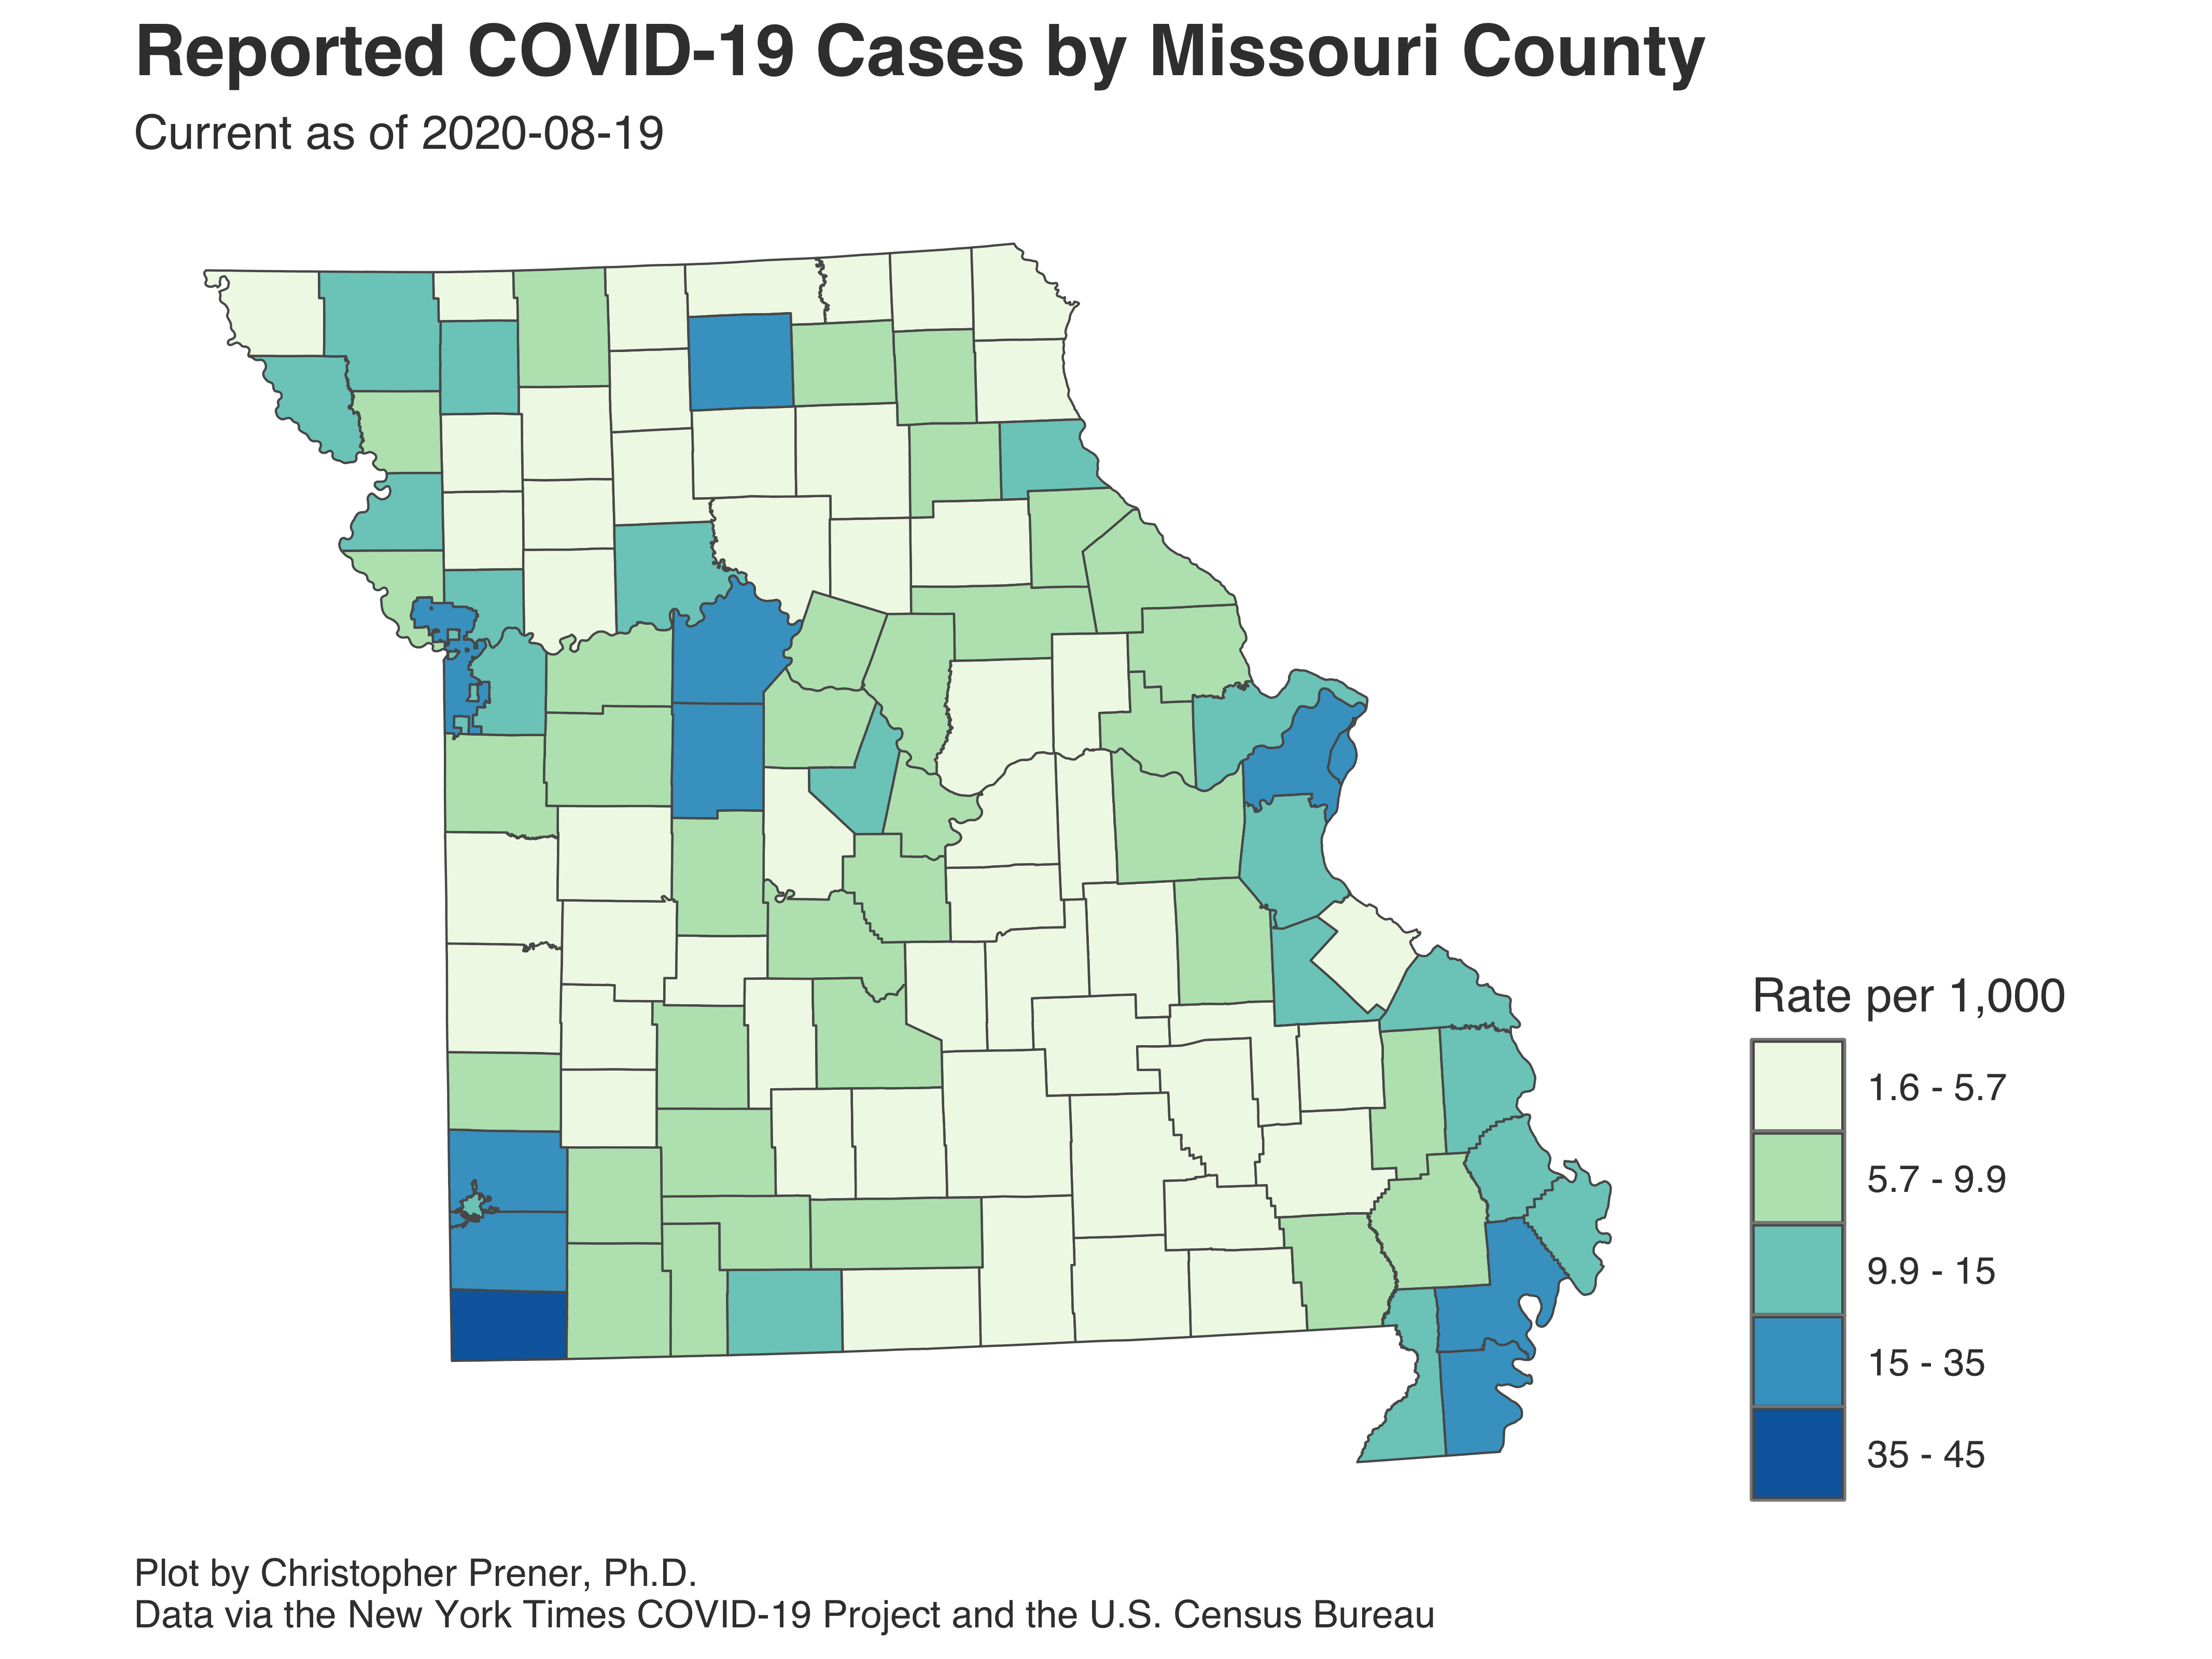 Reported COVID-19 Cases by Missouri County
Current as of 2020-08-19
Rate per 1,000
1.6 - 5.7
5.7 - 9.9
9.9 - 15
15 - 35
35 - 45
Plot by Christopher Prener, Ph.D.
Data via the New York Times COVID-19 Project and the U.S. Census Bureau